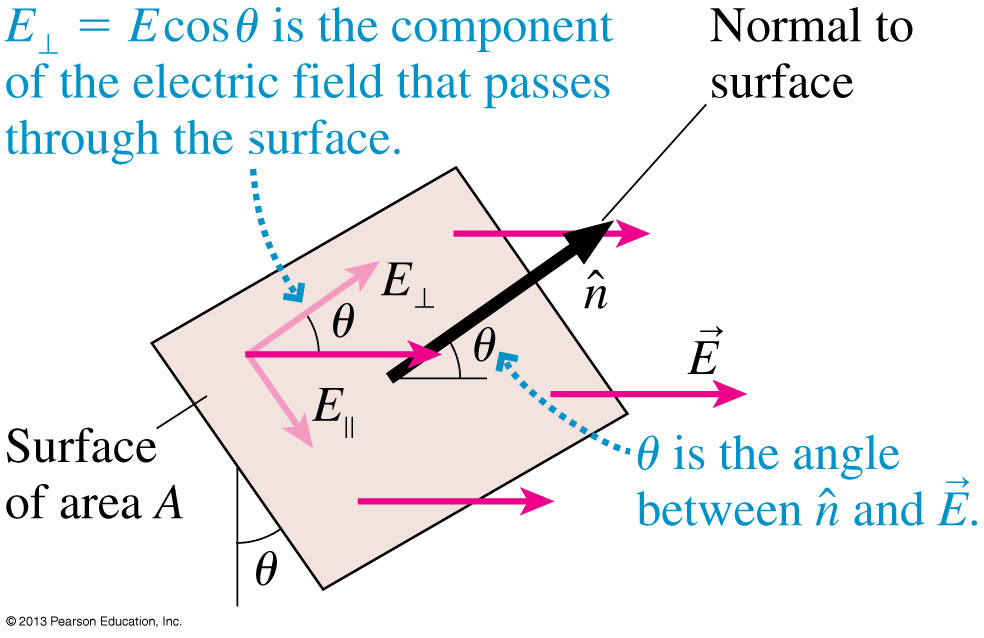 E⊥ = E cos θ is the component
of the electric field that passes
through the surface.
Normal to
surface
E⊥
θ
n̂
θ
E⃗
E∥
Surface
of area A
θ is the angle
between n̂ and E⃗.
θ
© 2013 Pearson Education, Inc.